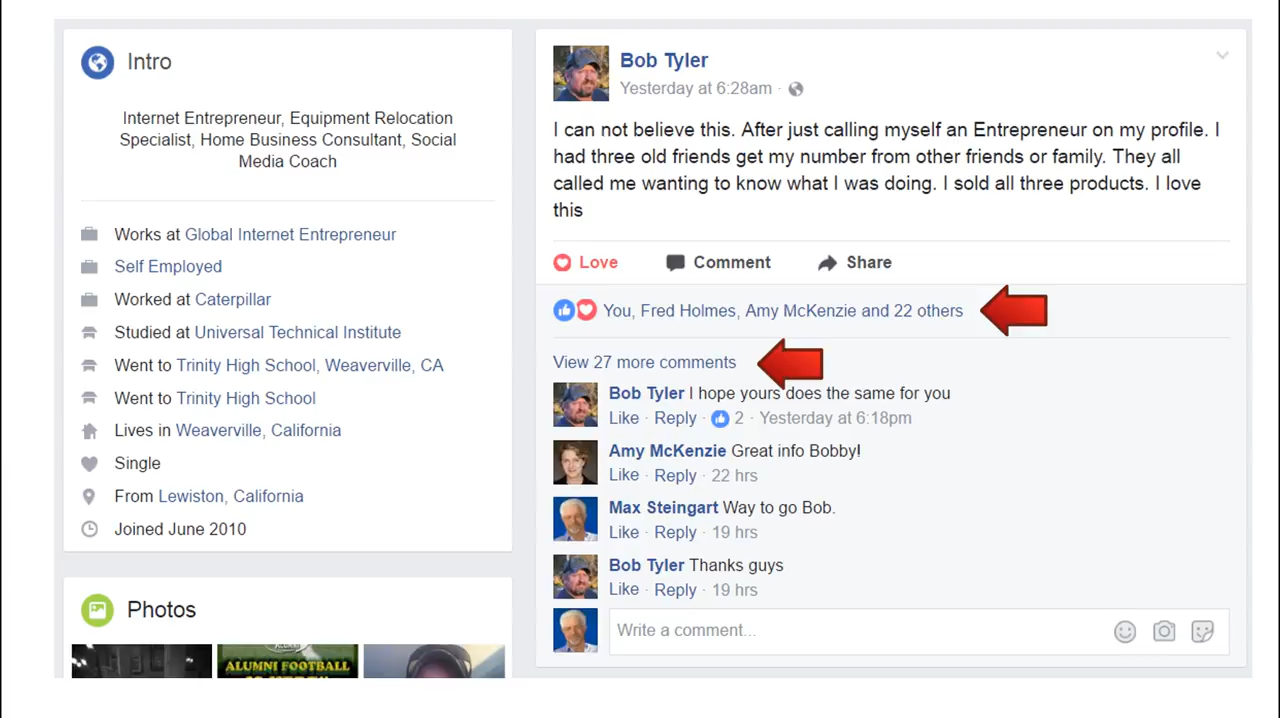 Intro
Internet Entrepreneur, Equipment Relocation
Specialist, Home Business Consultant, Social
Media Coach
Works at Global Internet Entrepreneur
Self Employed
Worked at Caterpillar
Studied at Universal Technical Institute
Went to Trinity High School, Weaverville, CA
Went to Trinity High School
Lives in Weaverville, California
Single
From Lewiston, California
Joined June 2010
Photos
ALUMNI FOOTBALL
Bob Tyler
Yesterday at 6:28am ·
I can not believe this. After just calling myself an Entrepreneur on my profile. I
had three old friends get my number from other friends or family. They all
called me wanting to know what I was doing. I sold all three products. I love
this
Love Comment Share
You, Fred Holmes, Amy McKenzie and 22 others
View 27 more comments
Bob Tyler I hope yours does the same for you
Like · Reply · 2 · Yesterday at 6:18pm
Amy McKenzie Great info Bobby!
Like · Reply · 22 hrs
Max Steingart Way to go Bob.
Like · Reply · 19 hrs
Bob Tyler Thanks guys
Like · Reply · 19 hrs
Write a comment...